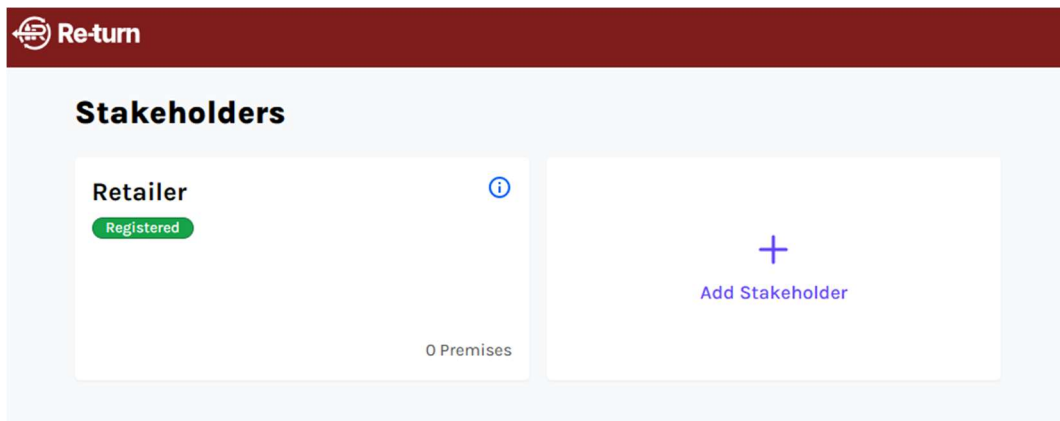 Re-turn
Stakeholders
Retailer
Registered
0 Premises
Add Stakeholder